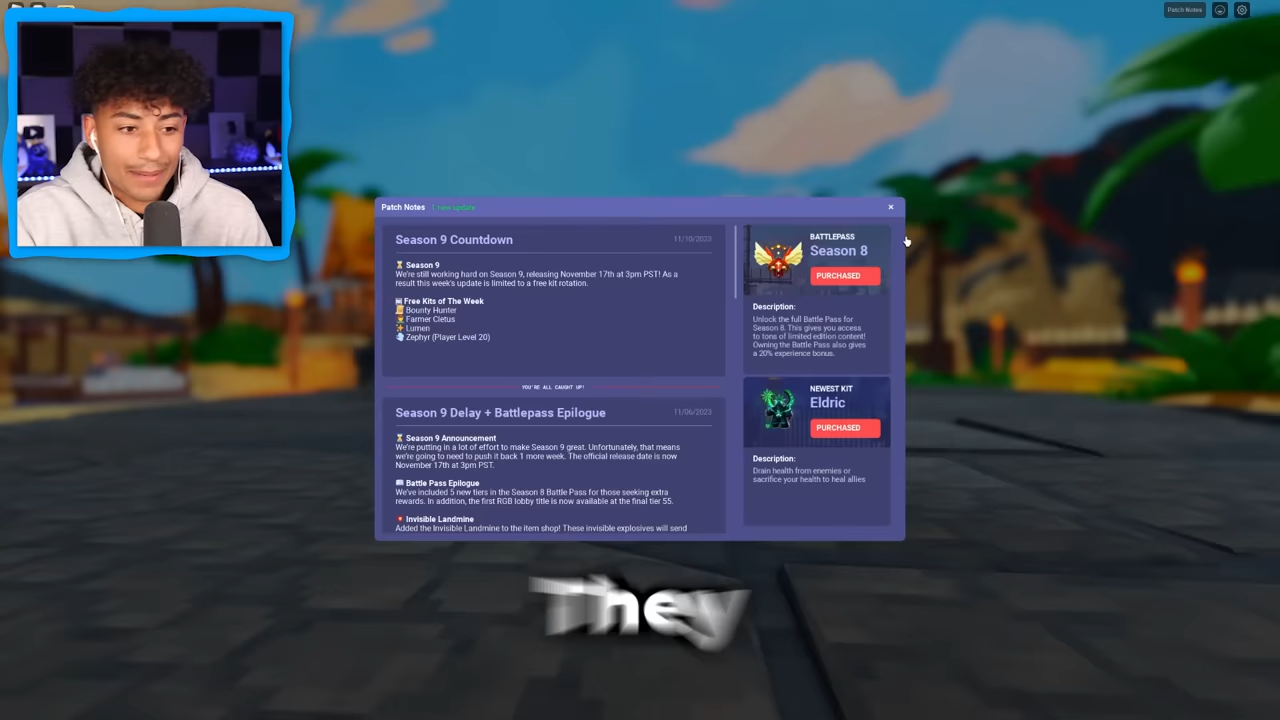 Patch Notes
Patch Notes 1 new update
Season 9 Countdown 11/10/2023
Season 9
We're still working hard on Season 9, releasing November 17th at 3pm PST! As a
result this week's update is limited to a free kit rotation.
Free Kits of The Week
Bounty Hunter
Farmer Cletus
Lumen
Zephyr (Player Level 20)
YOU'RE ALL CAUGHT UP!
Season 9 Delay + Battlepass Epilogue 11/06/2023
Season 9 Announcement
We're putting in a lot of effort to make Season 9 great. Unfortunately, that means
we're going to need to push it back 1 more week. The official release date is now
November 17th at 3pm PST.
Battle Pass Epilogue
We've included 5 new tiers in the Season 8 Battle Pass for those seeking extra
rewards. In addition, the first RGB lobby title is now available at the final tier 55.
Invisible Landmine
Added the Invisible Landmine to the item shop! These invisible explosives will send
BATTLEPASS
Season 8
PURCHASED
Description:
Unlock the full Battle Pass for
Season 8. This gives you access
to tons of limited edition content!
Owning the Battle Pass also gives
a 20% experience bonus.
NEWEST KIT
Eldric
PURCHASED
Description:
Drain health from enemies or
sacrifice your health to heal allies
They